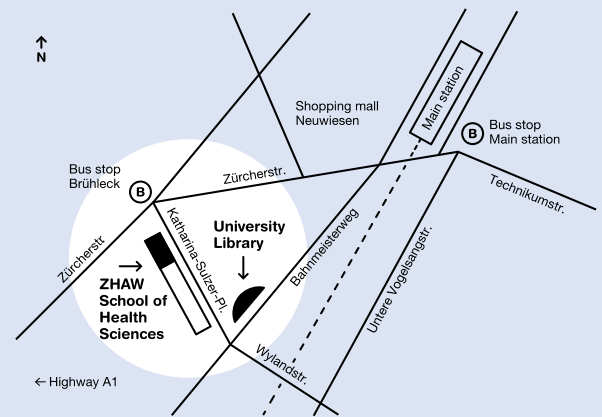 N
Main station
Shopping mall
Neuwiesen
B
Bus stop
Main station
Bus stop
Brühleck
B
Zürcherstr.
Technikumstr.
Katharina-Sulzer-Pl.
University
Library
Bahnmeisterweg
Zürcherstr
Untere Vogelsangstr.
ZHAW
School of
Health
Sciences
Wylandstr.
← Highway A1